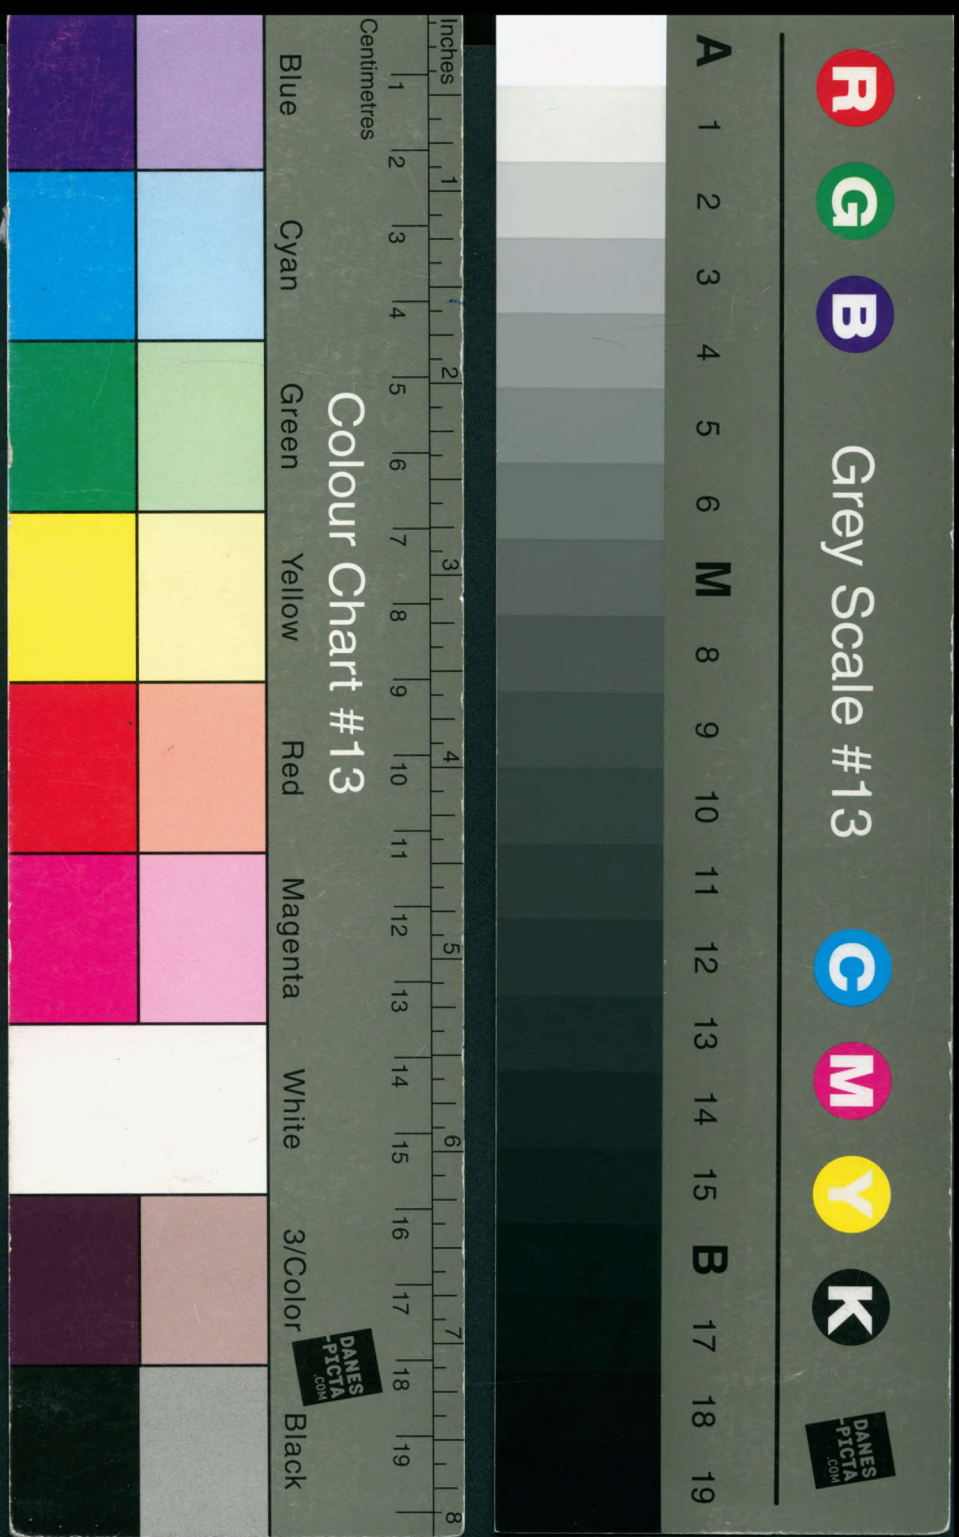 Inches
1 2 3 4 5 6 7 8
Centimetres
1 2 3 4 5 6 7 8 9 10 11 12 13 14 15 16 17 18 19
Colour Chart #13
Blue Cyan Green Yellow Red Magenta White 3/Color Black
DANES
-PICTA
.COM
R G B Grey Scale #13 C M Y K
DANES
-PICTA
.COM
A 1 2 3 4 5 6 M 8 9 10 11 12 13 14 15 B 17 18 19